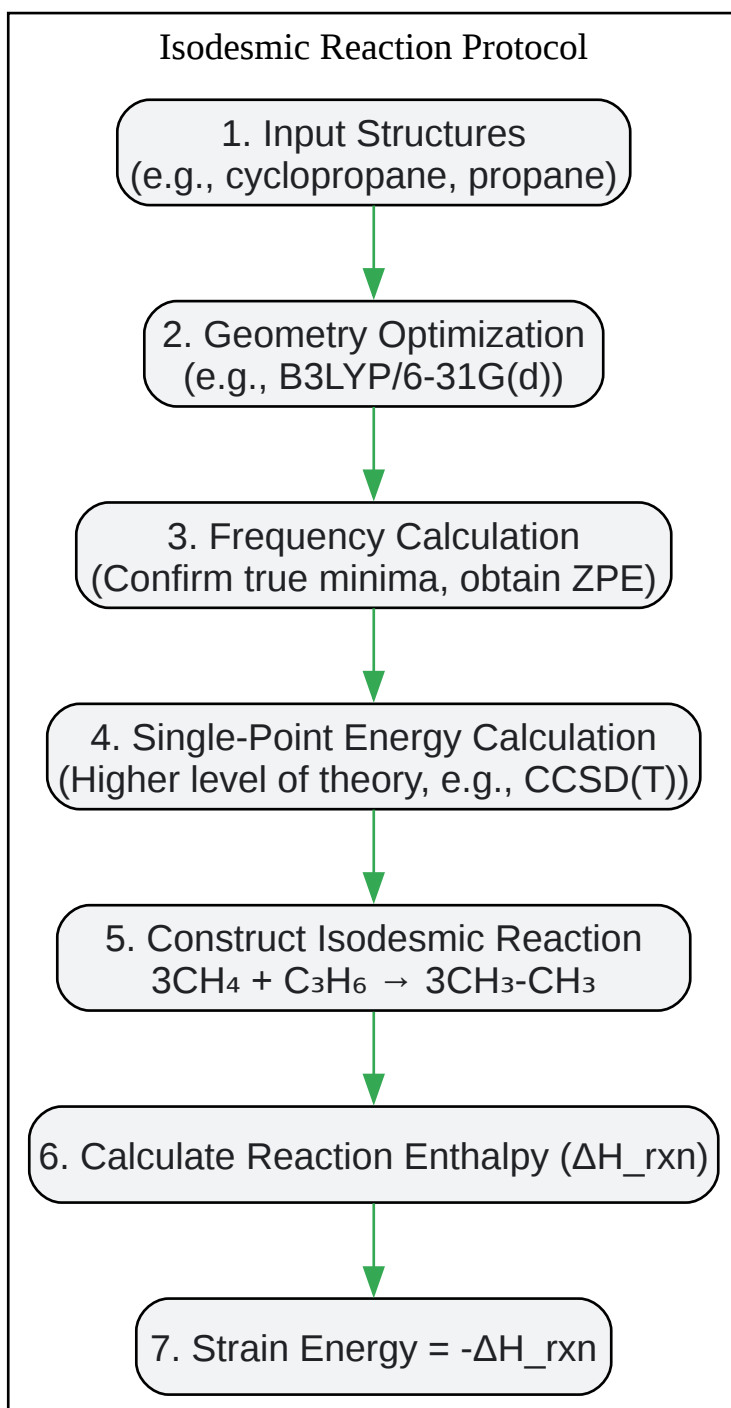 Isodesmic Reaction Protocol
1. Input Structures
(e.g., cyclopropane, propane)
2. Geometry Optimization
(e.g., B3LYP/6-31G(d))
3. Frequency Calculation
(Confirm true minima, obtain ZPE)
4. Single-Point Energy Calculation
(Higher level of theory, e.g., CCSD(T))
5. Construct Isodesmic Reaction
3CH₄ + C₃H₆ → 3CH₃-CH₃
6. Calculate Reaction Enthalpy (ΔH_rxn)
7. Strain Energy = -ΔH_rxn